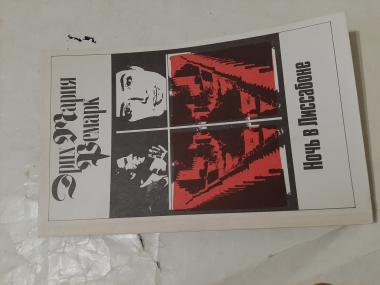 Эрих
Мария
Ремарк
Ночь в Лиссабоне